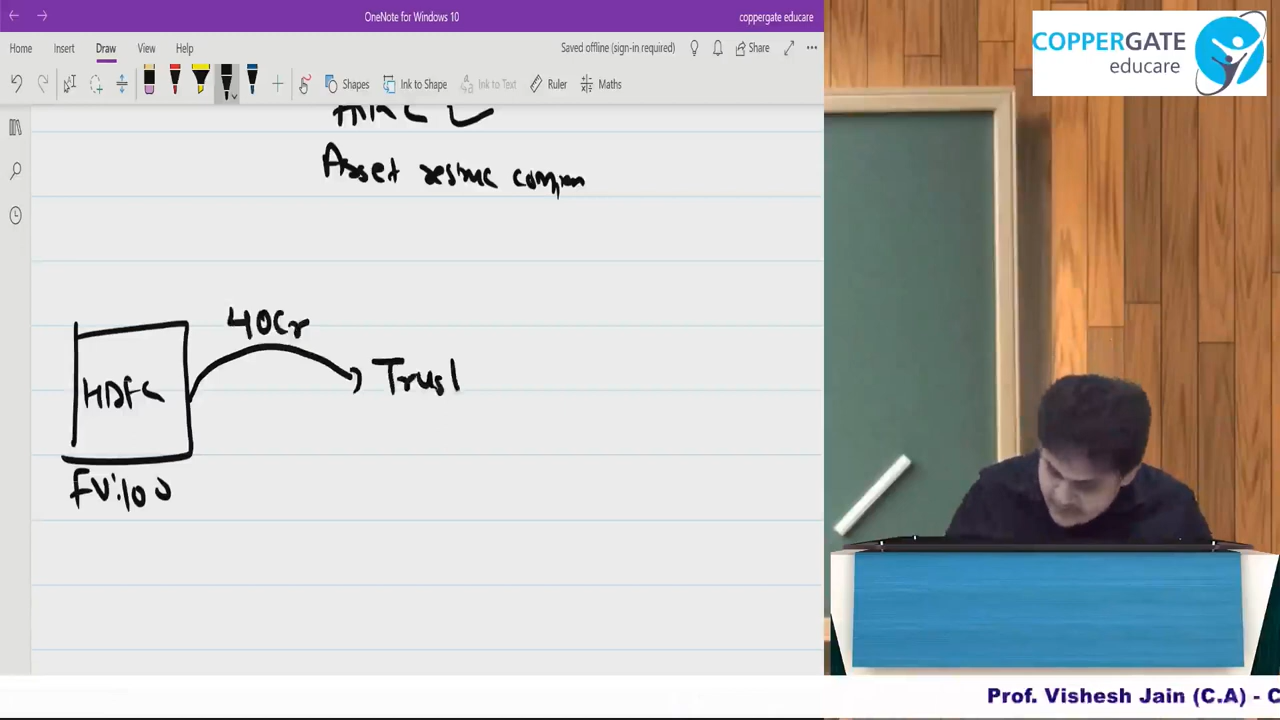 OneNote for Windows 10
coppergate educare
Home Insert Draw View Help
Saved offline (sign-in required)
Share
Shapes
Ink to Shape
Ink to Text
Ruler
Maths
COPPERGATE
educare
Asset restruc compan
40Cr
HDFC
Trust
FV:100
Prof. Vishesh Jain (C.A) - C